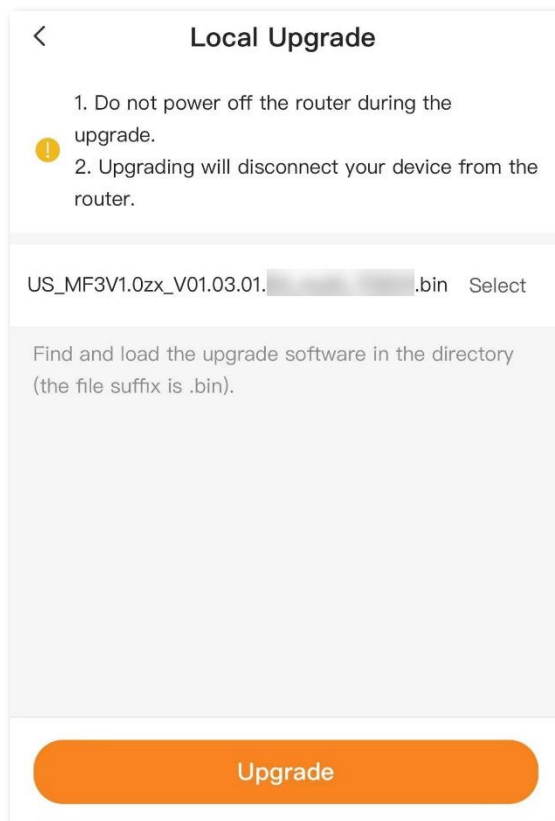 Local Upgrade
1. Do not power off the router during the
upgrade.
2. Upgrading will disconnect your device from the
router.
US_MF3V1.0zx_V01.03.01. .bin Select
Find and load the upgrade software in the directory
(the file suffix is .bin).
Upgrade